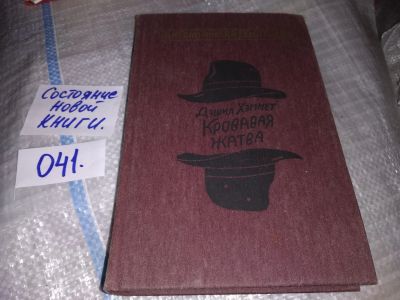 Состояние
новой
книги.
041.
Дэшил Хэммет
Кровавая
жатва